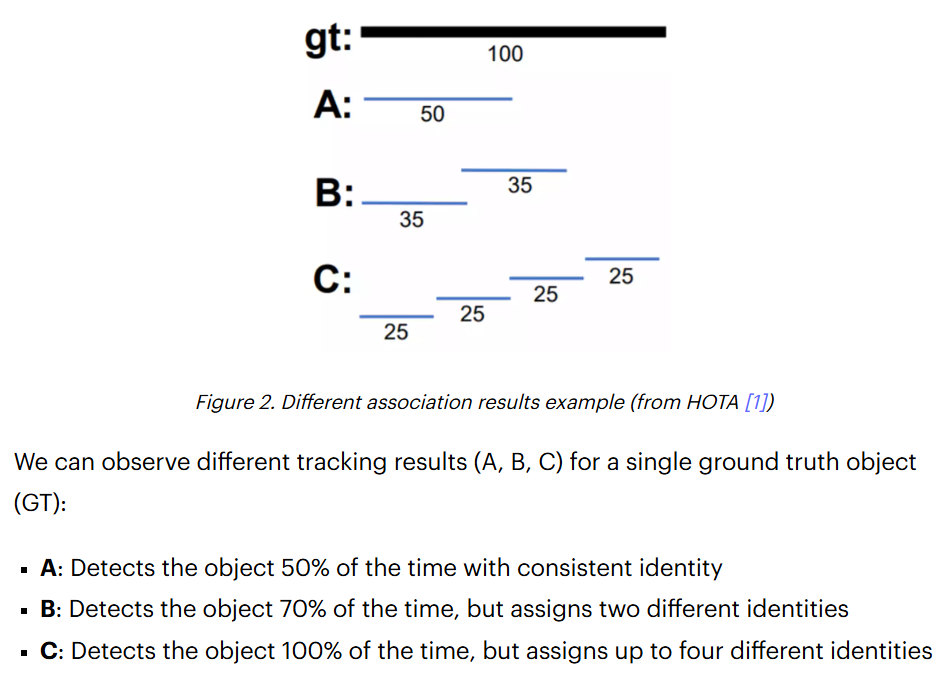 gt:
100
A:
50
35
B:
35
C:
25
25
25
25
Figure 2. Different association results example (from HOTA [1])
We can observe different tracking results (A, B, C) for a single ground truth object
(GT):
▪ A: Detects the object 50% of the time with consistent identity
▪ B: Detects the object 70% of the time, but assigns two different identities
▪ C: Detects the object 100% of the time, but assigns up to four different identities